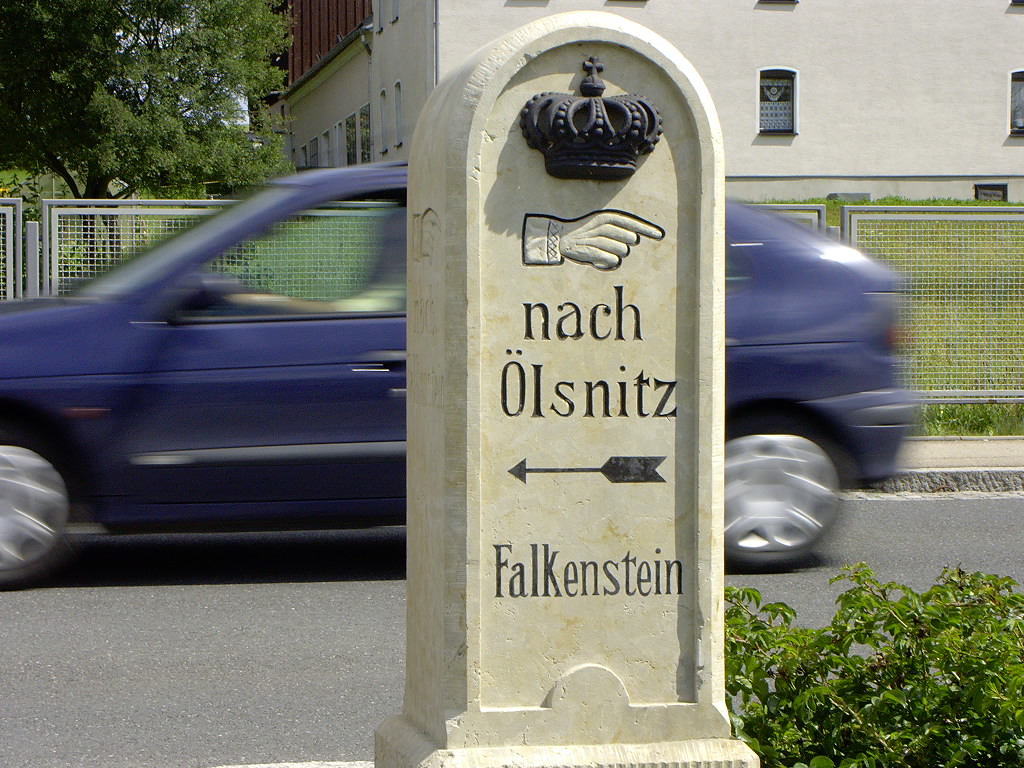 nach
Ölsnitz
Falkenstein